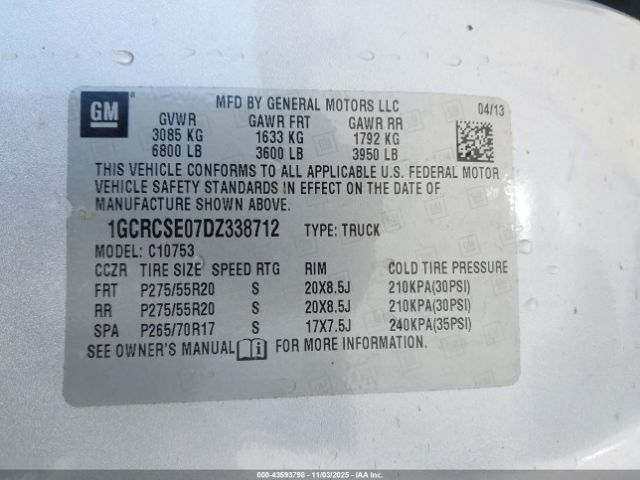 GM
MFD BY GENERAL MOTORS LLC 04/13
GVWR GAWR FRT GAWR RR
3085 KG 1633 KG 1792 KG
6800 LB 3600 LB 3950 LB
THIS VEHICLE CONFORMS TO ALL APPLICABLE U.S. FEDERAL MOTOR
VEHICLE SAFETY STANDARDS IN EFFECT ON THE DATE OF
MANUFACTURE SHOWN ABOVE.
1GCRCSE07DZ338712 TYPE: TRUCK
MODEL: C10753
CCZR TIRE SIZE SPEED RTG RIM COLD TIRE PRESSURE
FRT P275/55R20 S 20X8.5J 210KPA(30PSI)
RR P275/55R20 S 20X8.5J 210KPA(30PSI)
SPA P265/70R17 S 17X7.5J 240KPA(35PSI)
SEE OWNER'S MANUAL FOR MORE INFORMATION.
000-43593798 - 11/03/2025 - IAAI.COM